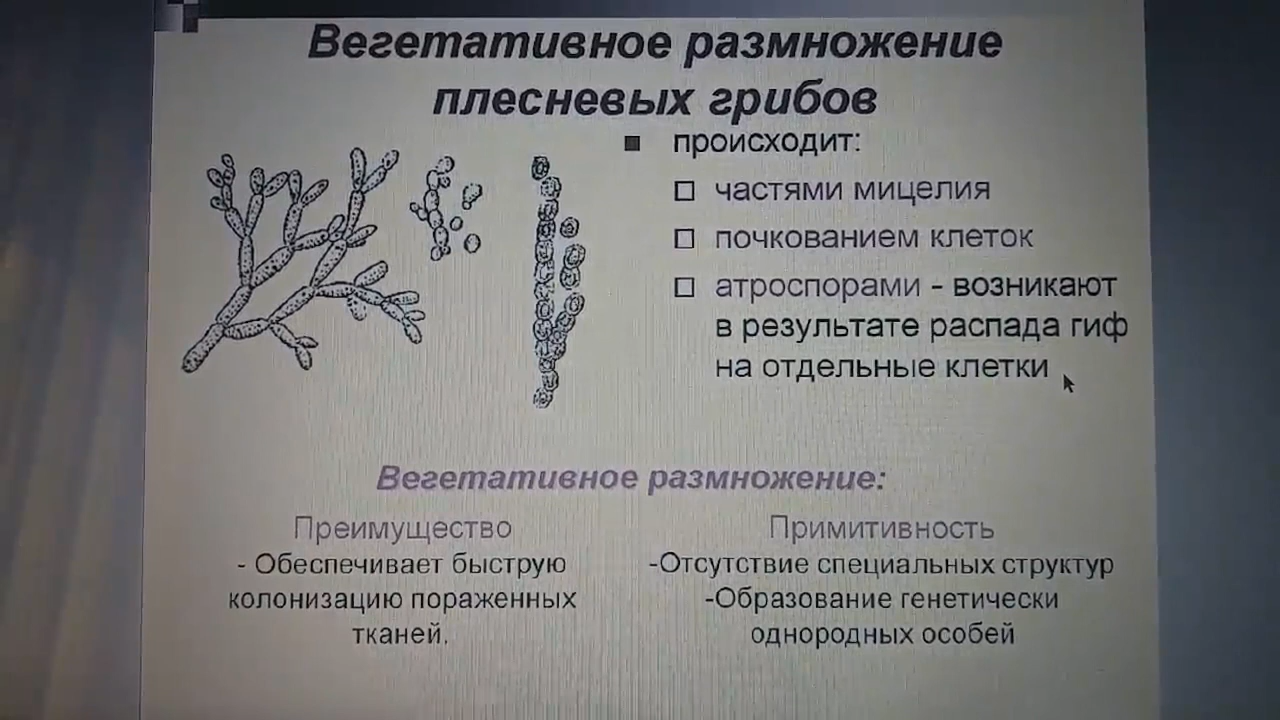 Вегетативное размножение
плесневых грибов
происходит:
частями мицелия
почкованием клеток
атроспорами - возникают
в результате распада гиф
на отдельные клетки
Вегетативное размножение:
Преимущество
- Обеспечивает быструю
колонизацию пораженных
тканей.
Примитивность
-Отсутствие специальных структур
-Образование генетически
однородных особей